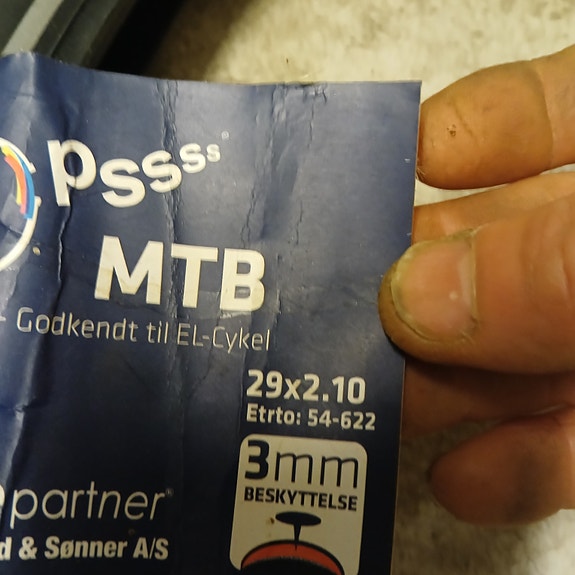 Pssss
MTB
- Godkendt til EL-Cykel
29x2.10
Etrto: 54-622
3mm
BESKYTTELSE
partner
& Sønner A/S